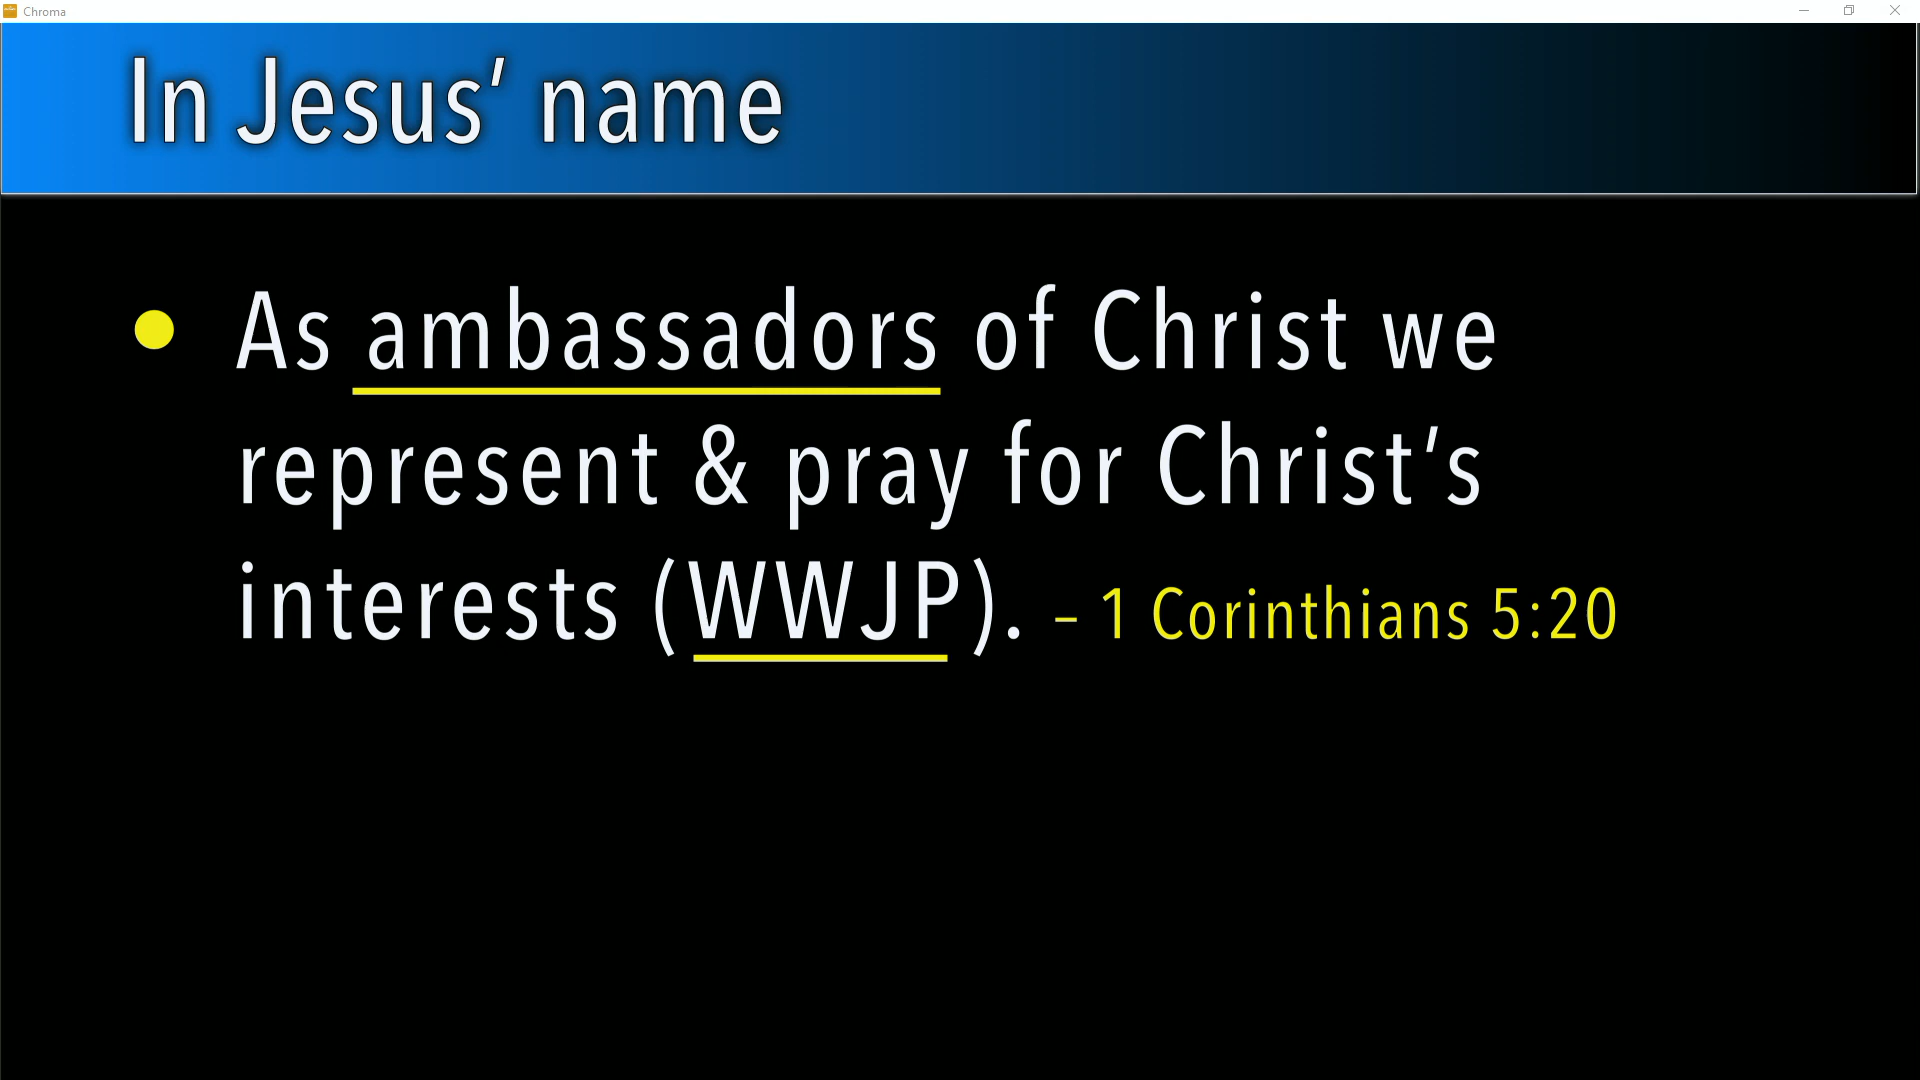 Chroma
In Jesus’ name
● As ambassadors of Christ we
represent & pray for Christ’s
interests (WWJP). – 1 Corinthians 5:20